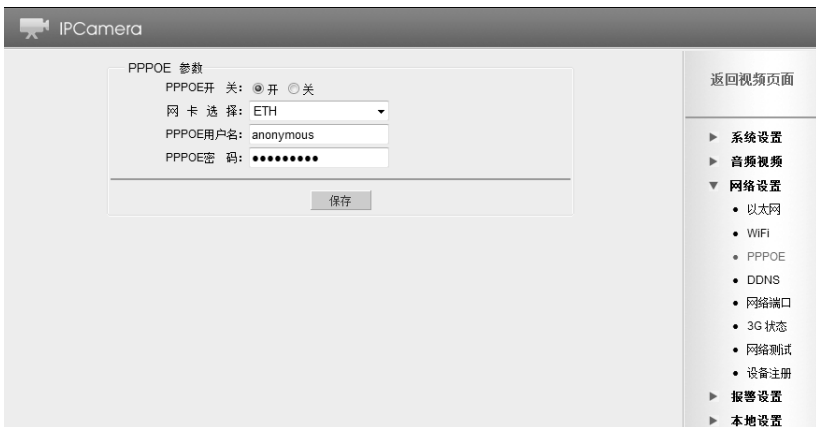 IPCamera
PPPOE 参数
PPPOE开 关: 开 关
网 卡 选 择: ETH
PPPOE用户名: anonymous
PPPOE密 码: ●●●●●●●●●
保存
返回视频页面
系统设置
音频视频
网络设置
以太网
WiFi
PPPOE
DDNS
网络端口
3G 状态
网络测试
设备注册
报警设置
本地设置